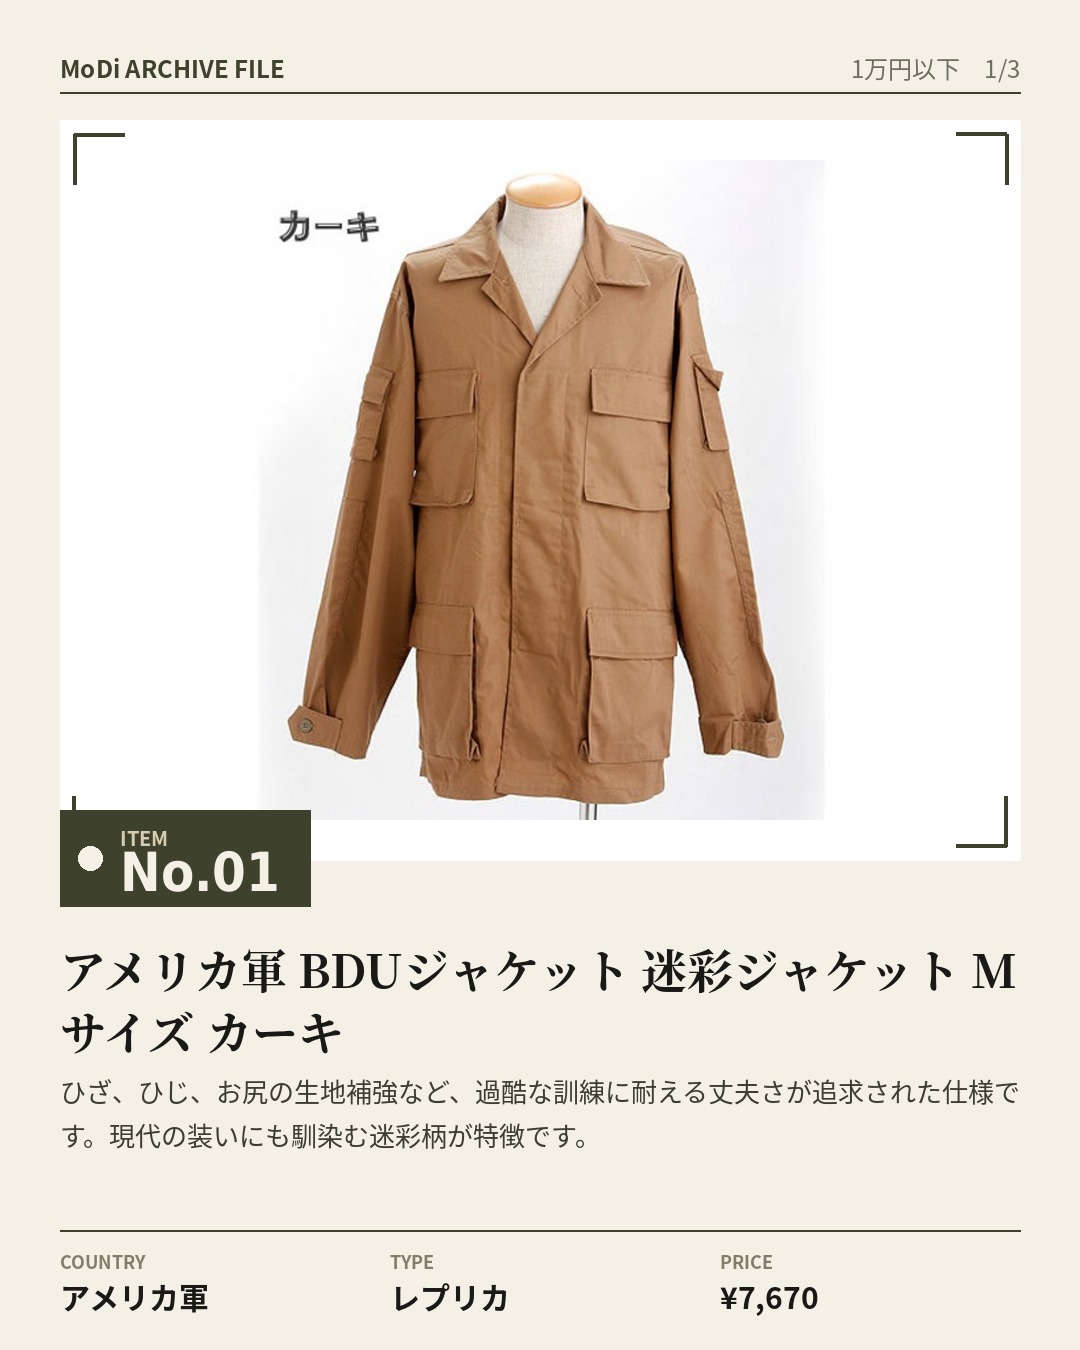 MoDi ARCHIVE FILE
1万円以下　1/3
カーキ
ITEM
No.01
アメリカ軍 BDUジャケット 迷彩ジャケット M
サイズ カーキ
ひざ、ひじ、お尻の生地補強など、過酷な訓練に耐える丈夫さが追求された仕様で
す。現代の装いにも馴染む迷彩柄が特徴です。
COUNTRY
アメリカ軍
TYPE
レプリカ
PRICE
¥7,670